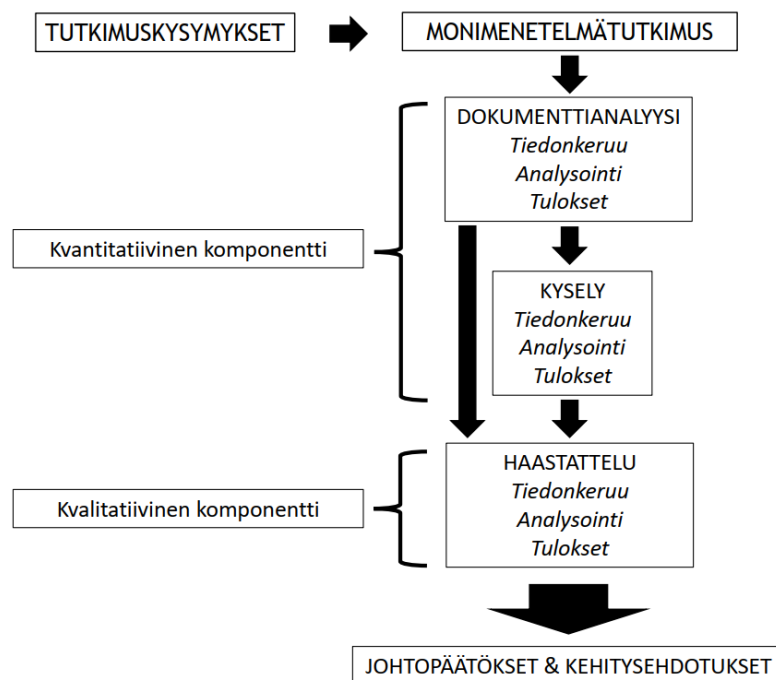 TUTKIMUSKYSYMYKSET
MONIMENETELMÄTUTKIMUS
DOKUMENTTIANALYYSI
Tiedonkeruu
Analysointi
Tulokset
Kvantitatiivinen komponentti
KYSELY
Tiedonkeruu
Analysointi
Tulokset
HAASTATTELU
Tiedonkeruu
Analysointi
Tulokset
Kvalitatiivinen komponentti
JOHTOPÄÄTÖKSET & KEHITYSEHDOTUKSET